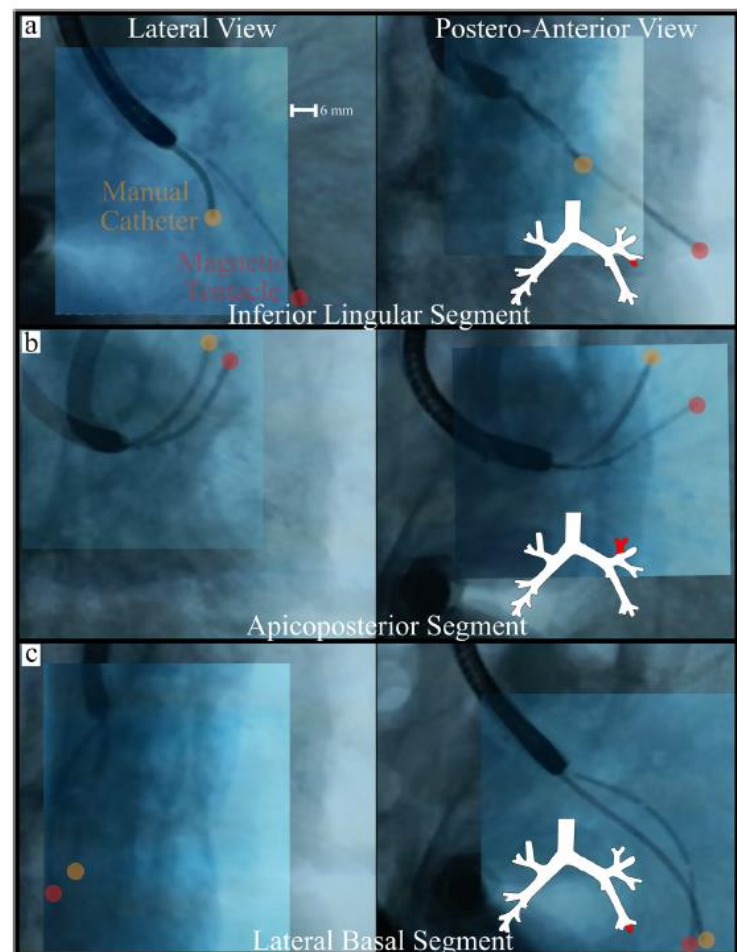 a
Lateral View
Postero-Anterior View
6 mm
Manual
Catheter
Magnetic
Tentacle
Inferior Lingular Segment
b
Apicoposterior Segment
c
Lateral Basal Segment